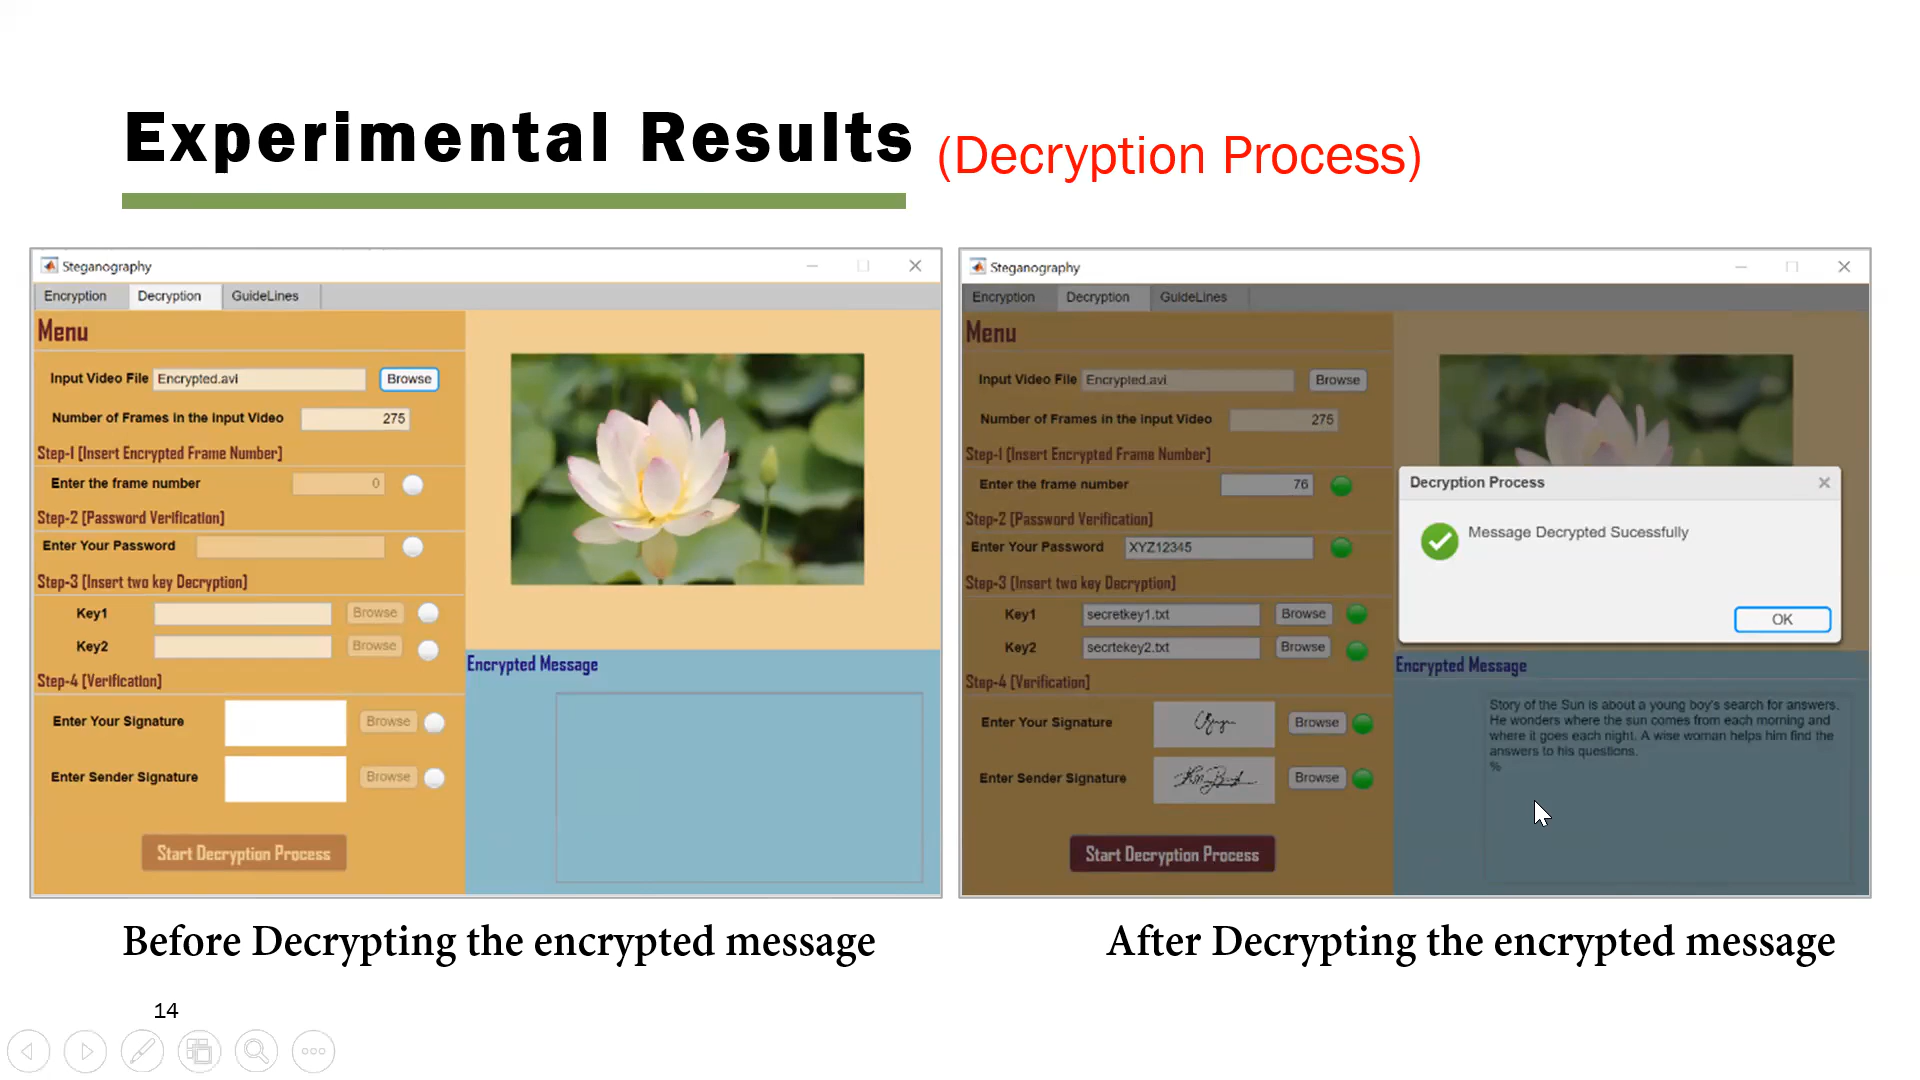 Experimental Results (Decryption Process)
Steganography
Encryption Decryption GuideLines
Menu
Input Video File Encrypted.avi Browse
Number of Frames in the Input Video 275
Step-1 [Insert Encrypted Frame Number]
Enter the frame number 0
Step-2 [Password Verification]
Enter Your Password
Step-3 [Insert two key Decryption]
Key1 Browse
Key2 Browse
Step-4 [Verification]
Enter Your Signature Browse
Enter Sender Signature Browse
Start Decryption Process
Encrypted Message
Before Decrypting the encrypted message
Steganography
Encryption Decryption GuideLines
Menu
Input Video File Encrypted.avi Browse
Number of Frames in the Input Video 275
Step-1 [Insert Encrypted Frame Number]
Enter the frame number 76
Step-2 [Password Verification]
Enter Your Password XYZ12345
Step-3 [Insert two key Decryption]
Key1 secretkey1.txt Browse
Key2 secrtekey2.txt Browse
Step-4 [Verification]
Enter Your Signature Browse
Enter Sender Signature Browse
Start Decryption Process
Decryption Process
Message Decrypted Sucessfully
OK
Encrypted Message
Story of the Sun is about a young boy's search for answers.
He wonders where the sun comes from each morning and
where it goes each night. A wise woman helps him find the
answers to his questions.
%
After Decrypting the encrypted message
14